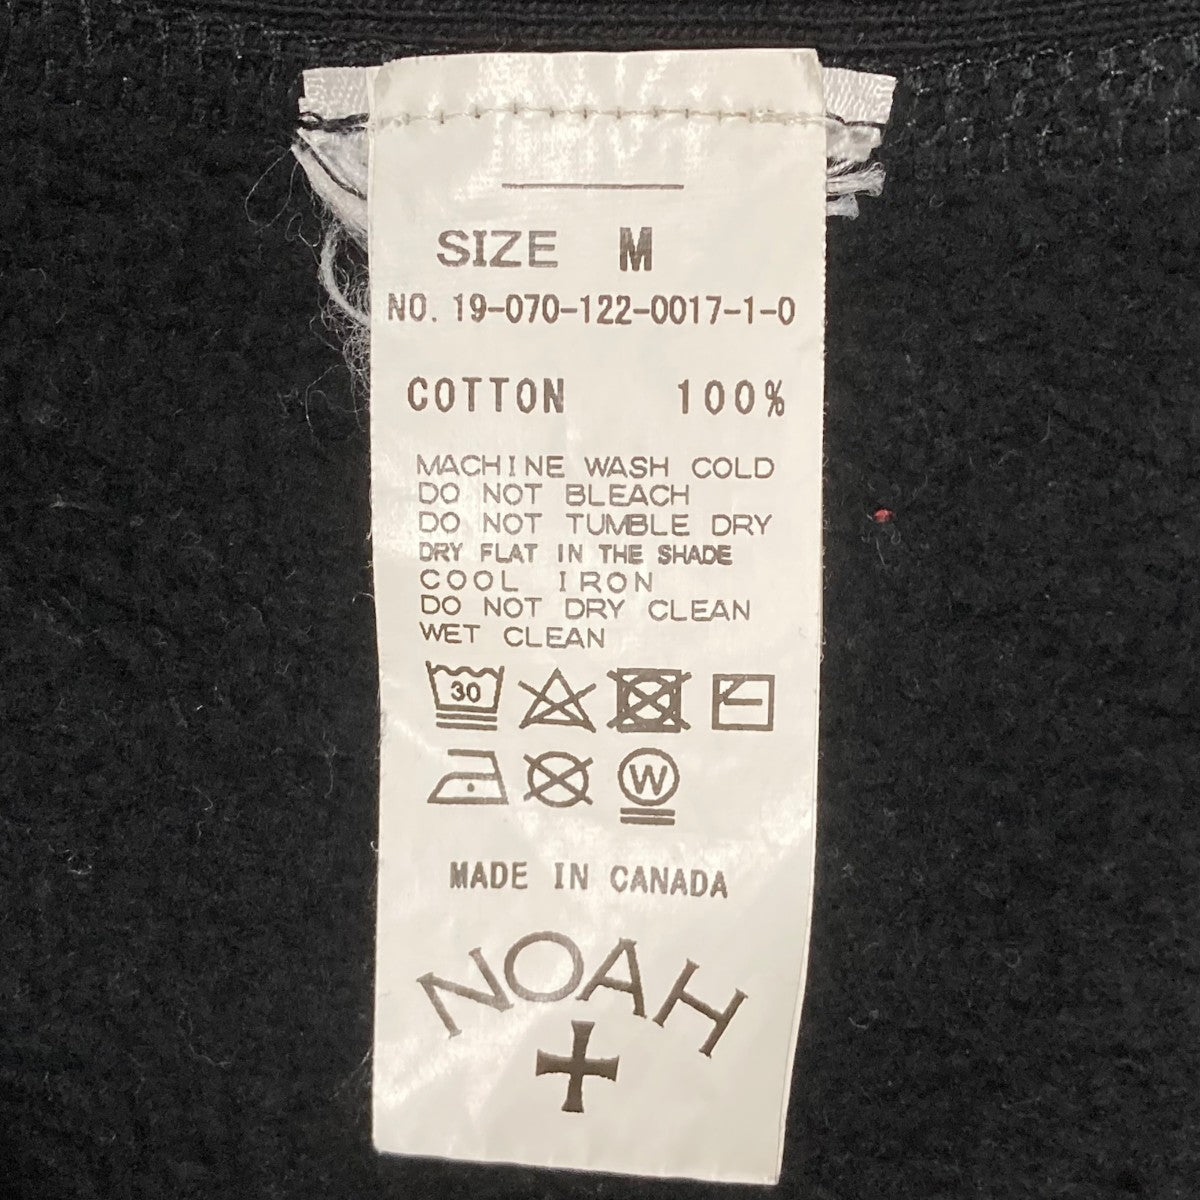 SIZE M
NO. 19-070-122-0017-1-0
COTTON 100%
MACHINE WASH COLD
DO NOT BLEACH
DO NOT TUMBLE DRY
DRY FLAT IN THE SHADE
COOL IRON
DO NOT DRY CLEAN
WET CLEAN
30
W
MADE IN CANADA
NOAH